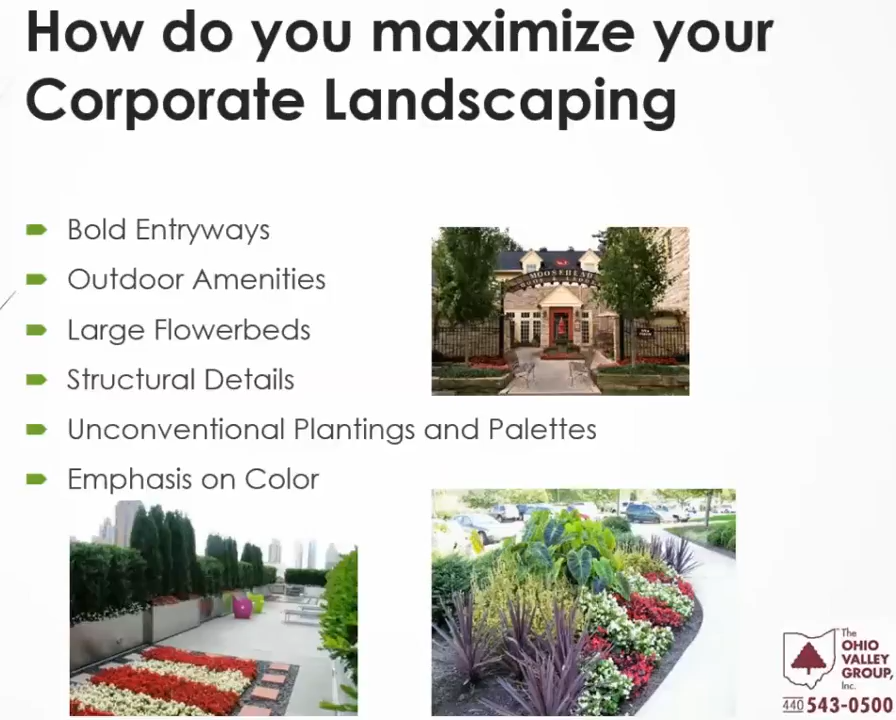 How do you maximize your
Corporate Landscaping
Bold Entryways
Outdoor Amenities
Large Flowerbeds
Structural Details
Unconventional Plantings and Palettes
Emphasis on Color
MOOSEHEAD
The
OHIO
VALLEY
GROUP,
Inc.
440 543-0500